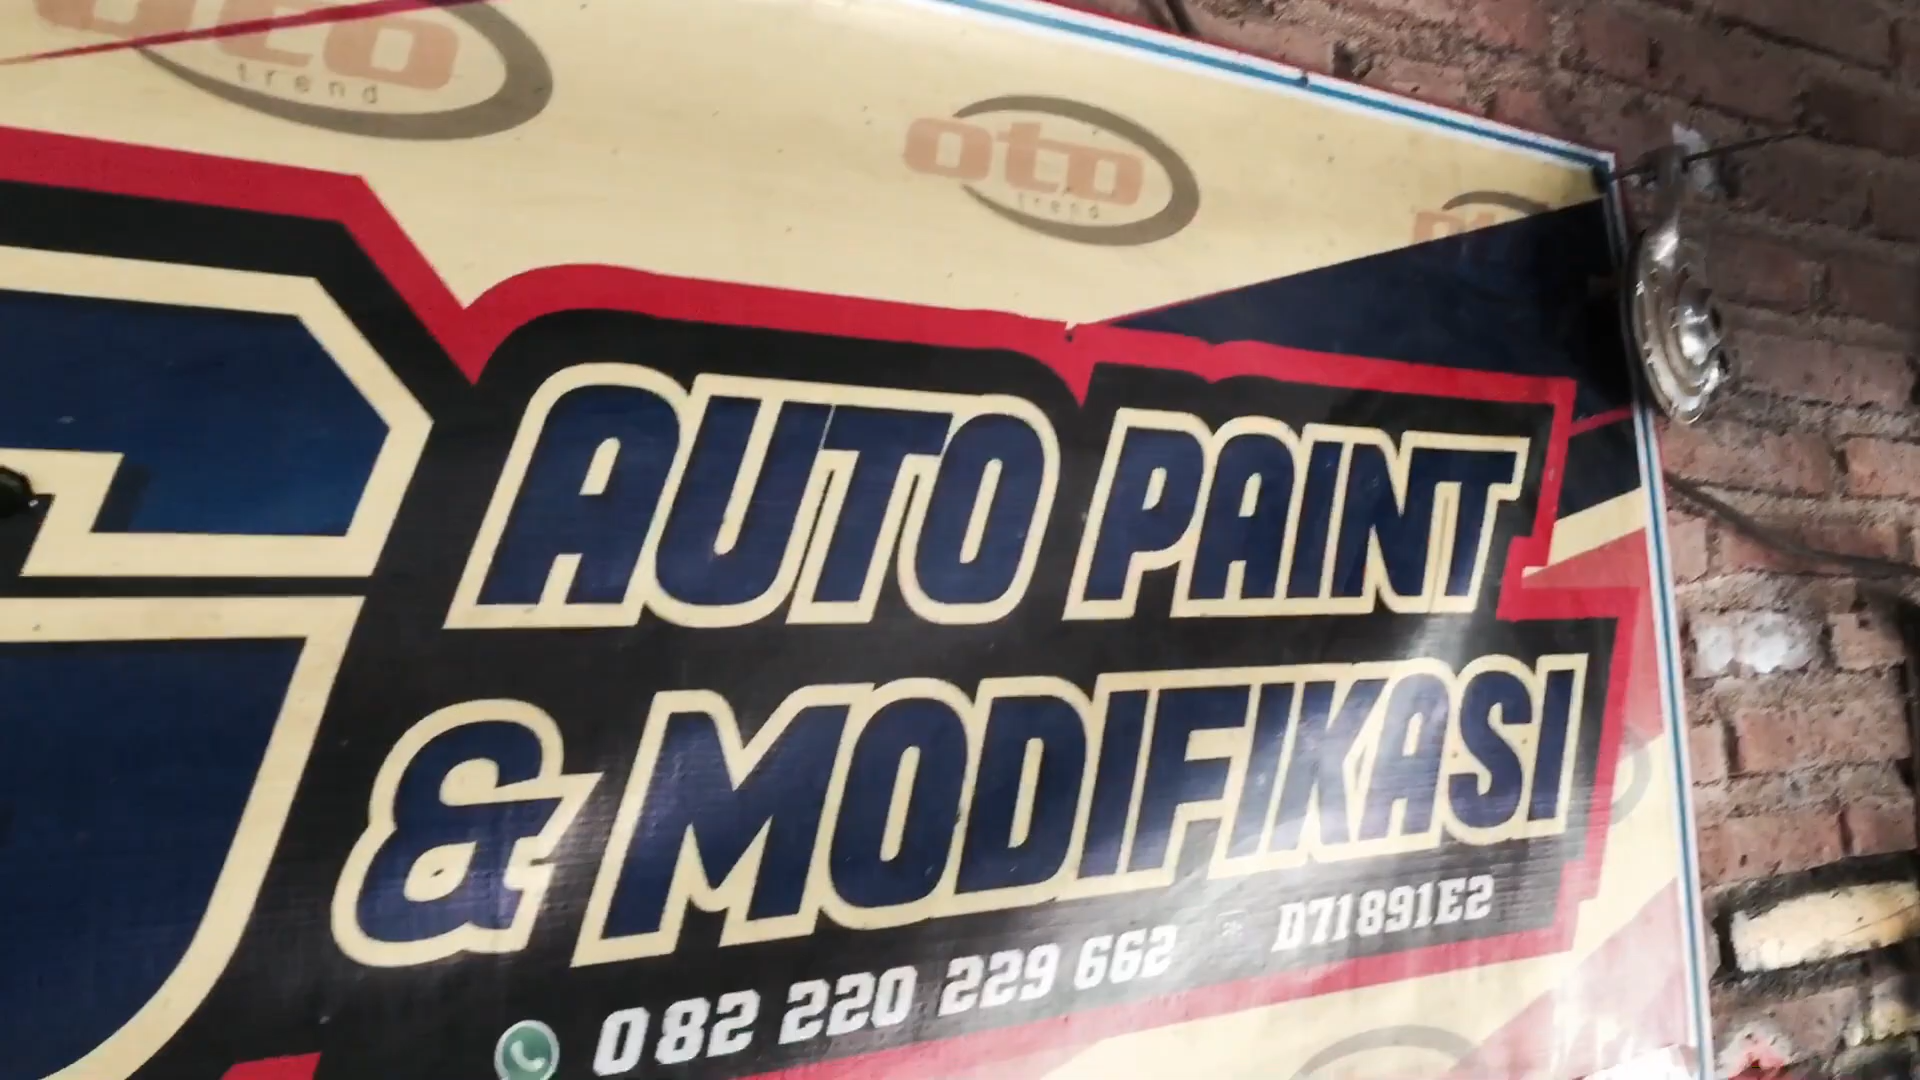 oto
trend
oto
trend
AUTO PAINT
& MODIFIKASI
082 220 229 662 D71891E2